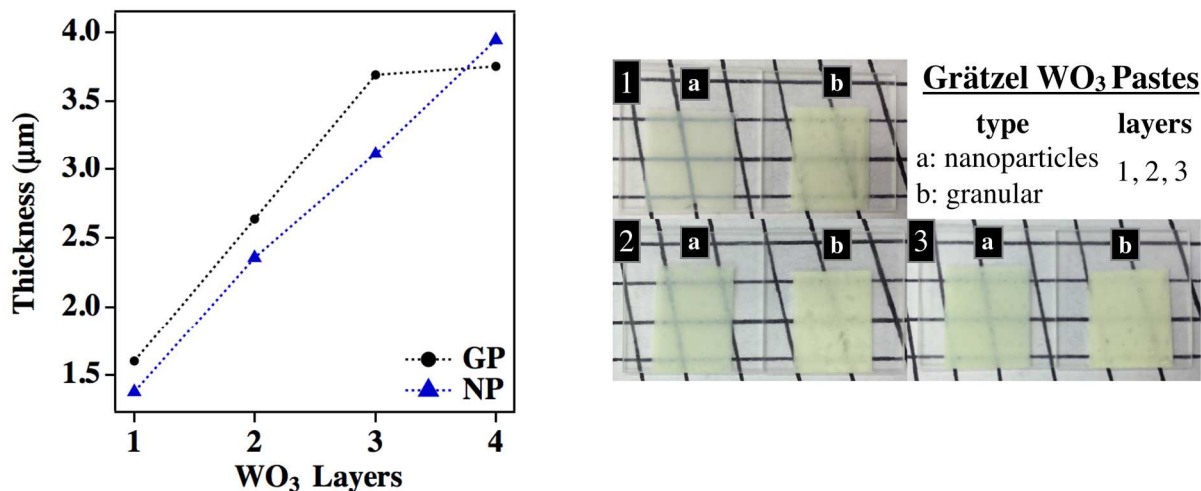 4.0
3.5
3.0
2.5
2.0
1.5
Thickness (μm)
GP
NP
1 2 3 4
WO₃ Layers
1 a b
Grätzel WO₃ Pastes
type layers
a: nanoparticles
1, 2, 3
b: granular
2 a b
3 a b